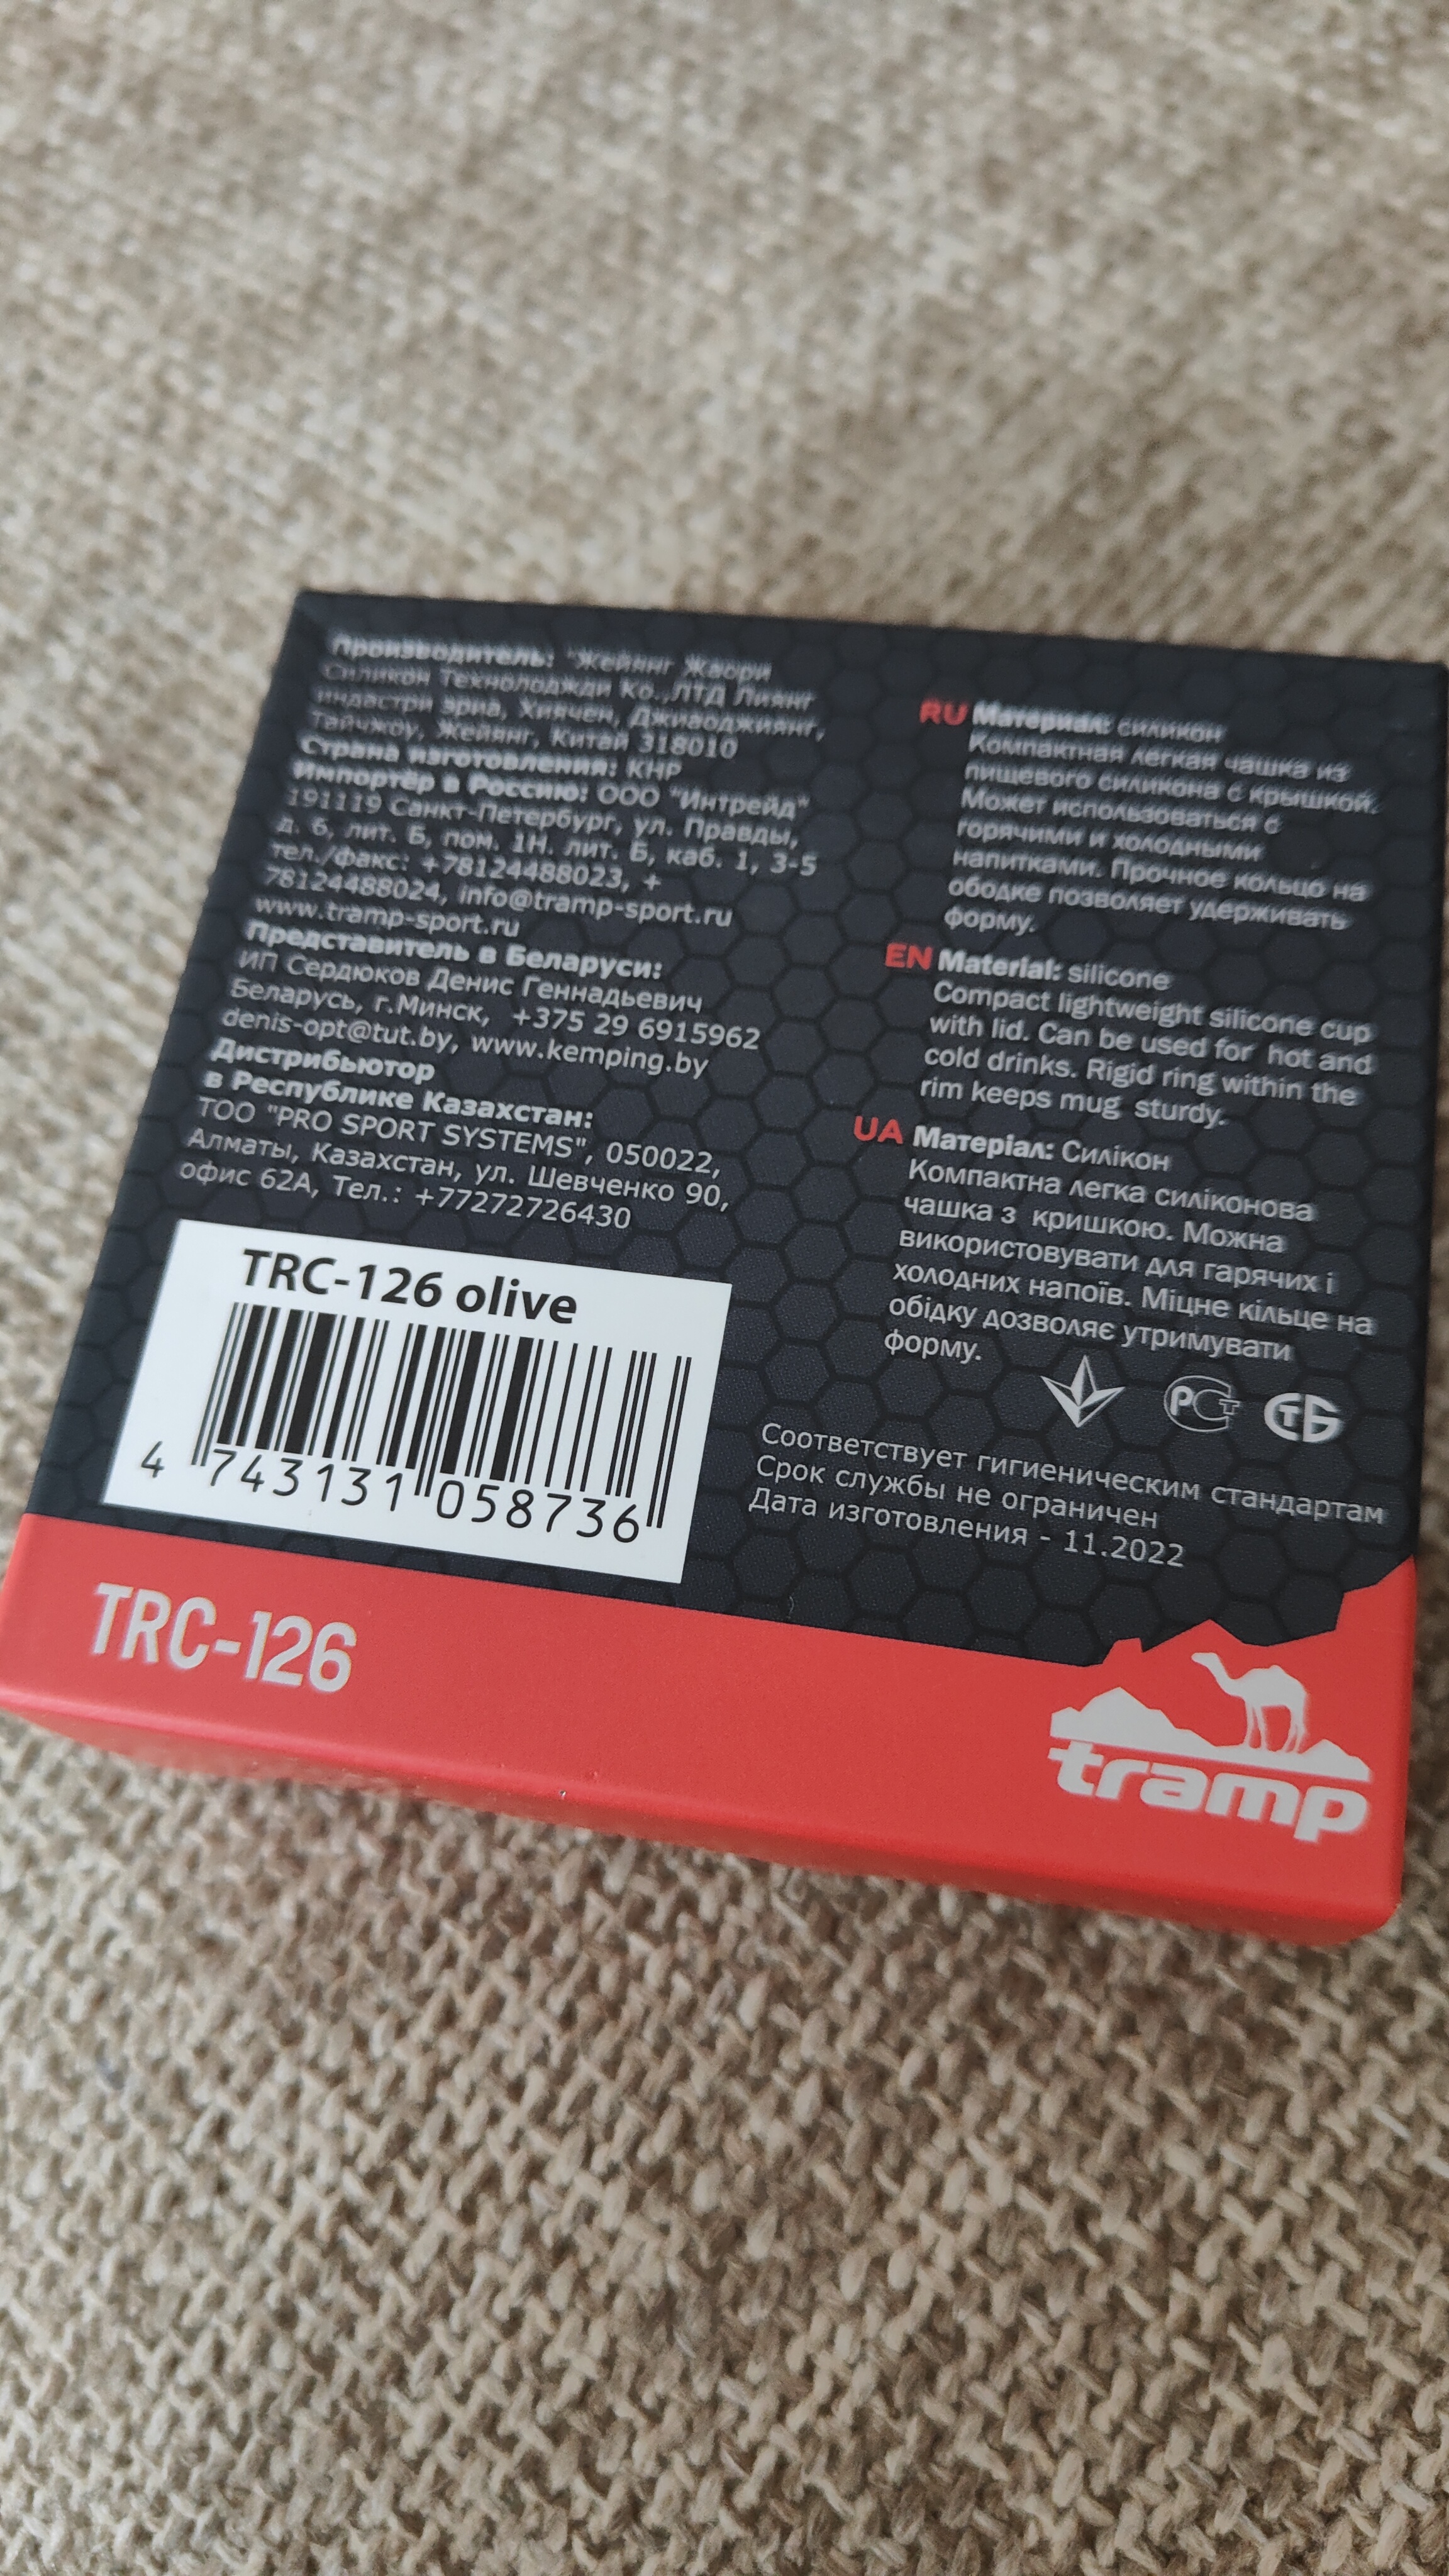 Производитель: "Жейянг Жаори
Силикон Технолоджди Ко.,ЛТД Лиянг
индастри эриа, Хивчен, Джиаоджиянг,
Тайчжоу, Жейянг, Китай 318010
Страна изготовления: КНР
Импортёр в Россию: ООО "Интрейд"
191119 Санкт-Петербург, ул. Правды,
д. 6, лит. Б, пом. 1Н. лит. Б, каб. 1, 3-5
тел./факс: +78124488023, +
78124488024, info@tramp-sport.ru
www.tramp-sport.ru
Представитель в Беларуси:
ИП Сердюков Денис Геннадьевич
Беларусь, г.Минск, +375 29 6915962
denis-opt@tut.by, www.kemping.by
Дистрибьютор
в Республике Казахстан:
ТОО "PRO SPORT SYSTEMS", 050022,
Алматы, Казахстан, ул. Шевченко 90,
офис 62А, Тел.: +77272726430
TRC-126 olive
4 743131 058736
RU Материал: силикон
Компактная легкая чашка из
пищевого силикона с крышкой.
Может использоваться с
горячими и холодными
напитками. Прочное кольцо на
ободке позволяет удерживать
форму.
EN Material: silicone
Compact lightweight silicone cup
with lid. Can be used for hot and
cold drinks. Rigid ring within the
rim keeps mug sturdy.
UA Матеріал: Силікон
Компактна легка силіконова
чашка з кришкою. Можна
використовувати для гарячих і
холодних напоїв. Міцне кільце на
обідку дозволяє утримувати
форму.
РСТ СТБ
Соответствует гигиеническим стандартам
Срок службы не ограничен
Дата изготовления - 11.2022
TRC-126
tramp